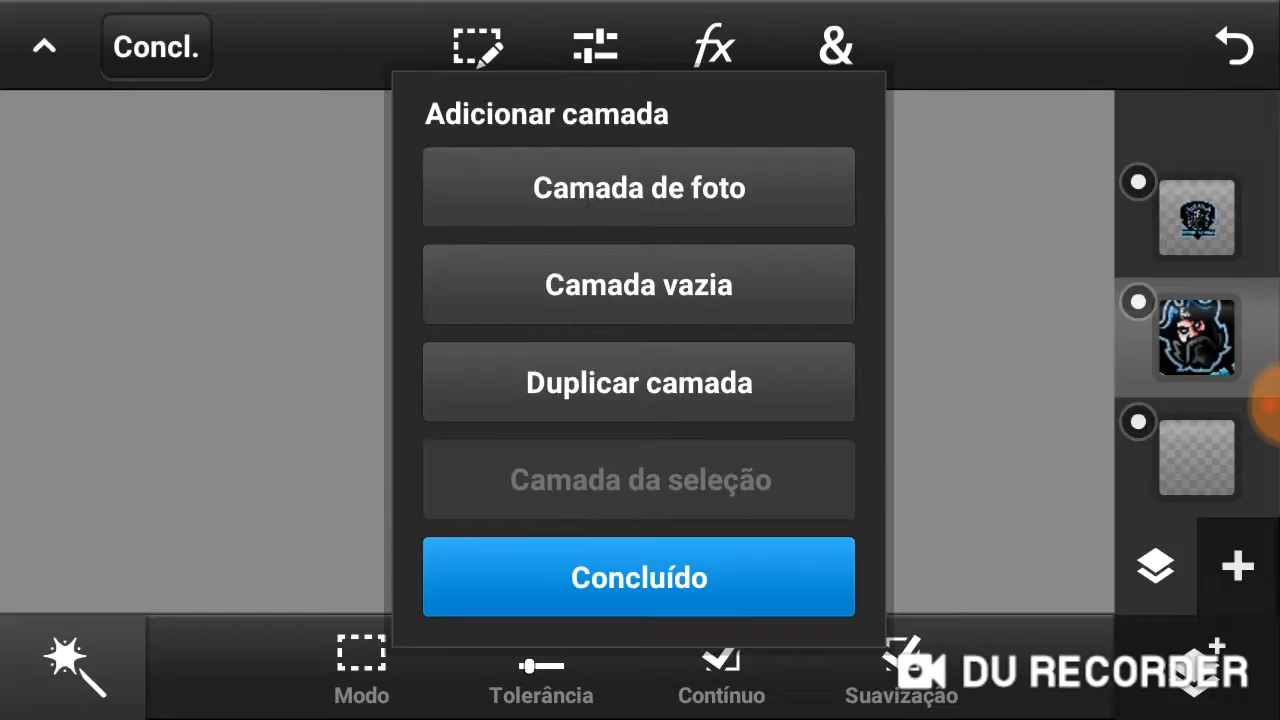 Concl.
fx
&
Adicionar camada
Camada de foto
Camada vazia
Duplicar camada
Camada da seleção
Concluído
Modo
Tolerância
Contínuo
Suavização
DU RECORDER